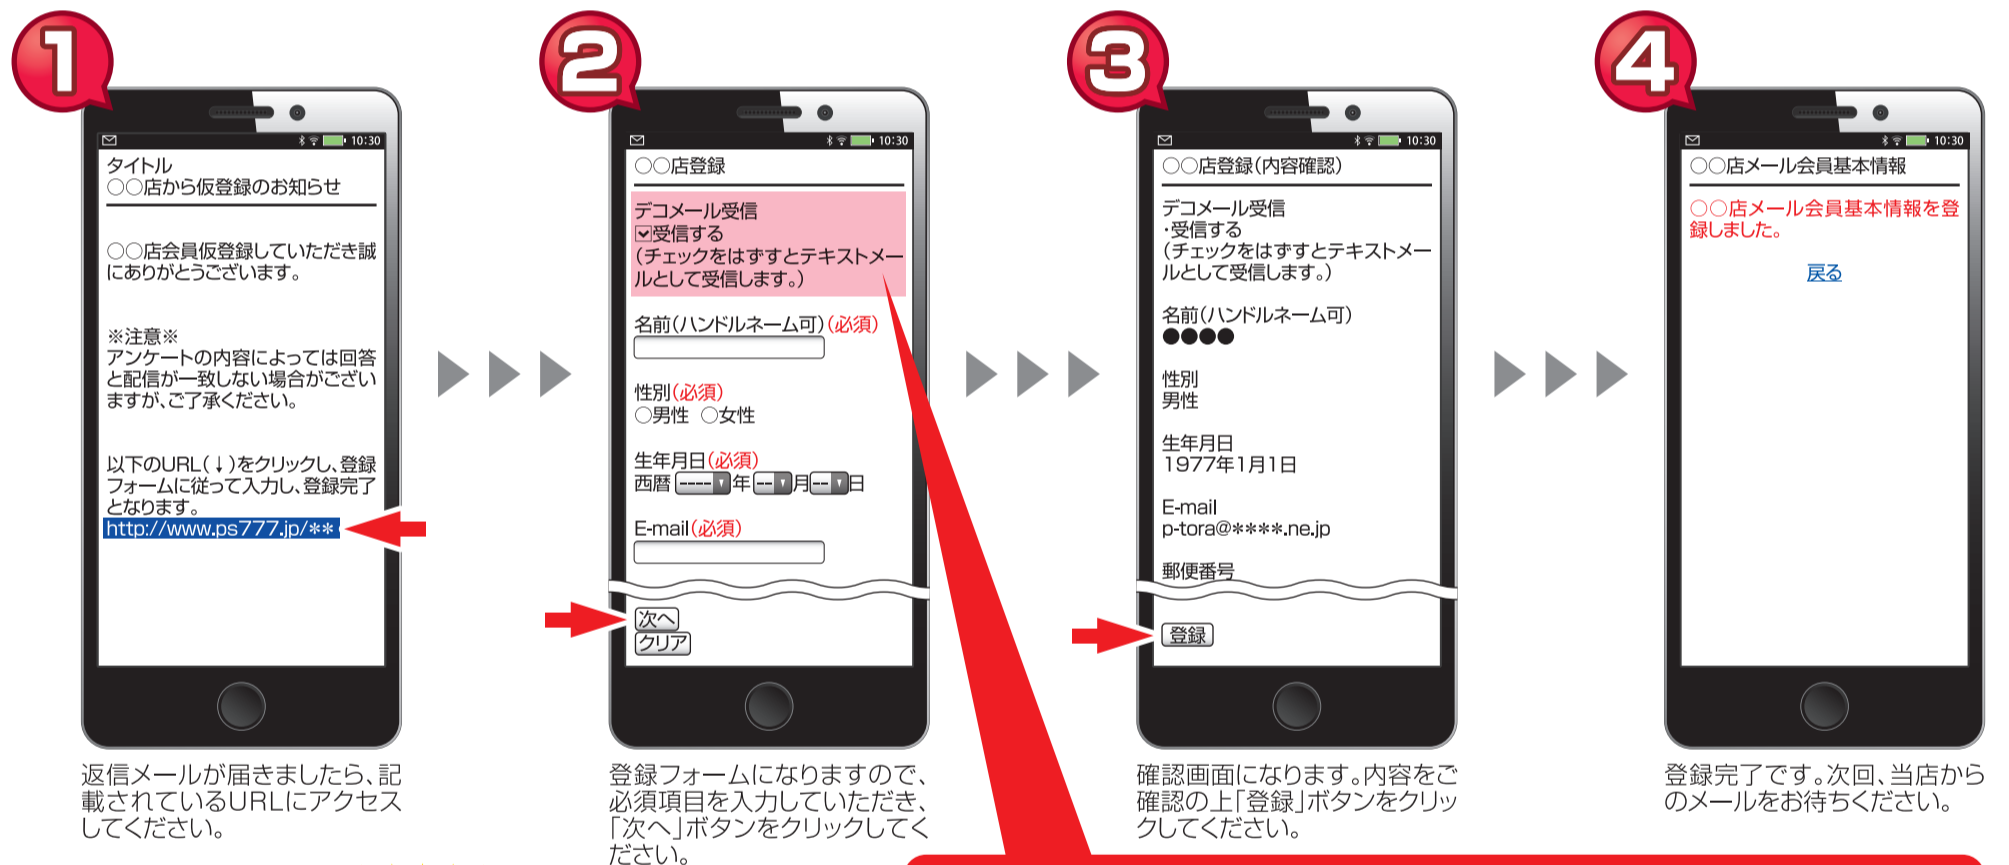 1
10:30
タイトル
○○店から仮登録のお知らせ
○○店会員仮登録していただき誠
にありがとうございます。
※注意※
アンケートの内容によっては回答
と配信が一致しない場合がござい
ますが、ご了承ください。
以下のURL(↓)をクリックし、登録
フォームに従って入力し、登録完了
となります。
http://www.ps777.jp/**
返信メールが届きましたら、記
載されているURLにアクセス
してください。
2
10:30
○○店登録
デコメール受信
受信する
(チェックをはずすとテキストメー
ルとして受信します。)
名前(ハンドルネーム可)(必須)
性別(必須)
○男性 ○女性
生年月日(必須)
西暦 ---- 年 -- 月 -- 日
E-mail(必須)
次へ
クリア
登録フォームになりますので、
必須項目を入力していただき、
「次へ」ボタンをクリックしてく
ださい。
3
10:30
○○店登録(内容確認)
デコメール受信
・受信する
(チェックをはずすとテキストメー
ルとして受信します。)
名前(ハンドルネーム可)
●●●●
性別
男性
生年月日
1977年1月1日
E-mail
p-tora@****.ne.jp
郵便番号
登録
確認画面になります。内容をご
確認の上「登録」ボタンをクリッ
クしてください。
4
10:30
○○店メール会員基本情報
○○店メール会員基本情報を登
録しました。
戻る
登録完了です。次回、当店から
のメールをお待ちください。